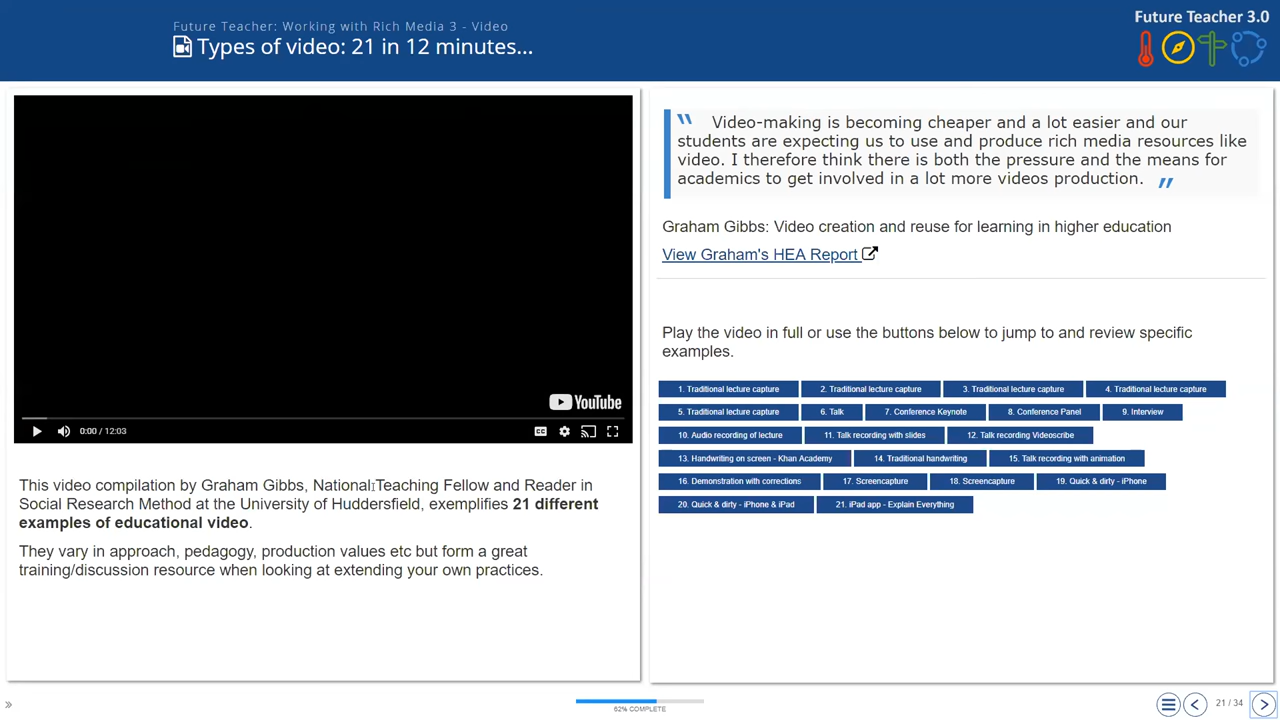 Future Teacher: Working with Rich Media 3 - Video
Types of video: 21 in 12 minutes...
Future Teacher 3.0
YouTube
0:00 / 12:03
CC
This video compilation by Graham Gibbs, National Teaching Fellow and Reader in
Social Research Method at the University of Huddersfield, exemplifies 21 different
examples of educational video.
They vary in approach, pedagogy, production values etc but form a great
training/discussion resource when looking at extending your own practices.
" Video-making is becoming cheaper and a lot easier and our
students are expecting us to use and produce rich media resources like
video. I therefore think there is both the pressure and the means for
academics to get involved in a lot more videos production. "
Graham Gibbs: Video creation and reuse for learning in higher education
View Graham's HEA Report
Play the video in full or use the buttons below to jump to and review specific
examples.
1. Traditional lecture capture 2. Traditional lecture capture 3. Traditional lecture capture 4. Traditional lecture capture
5. Traditional lecture capture 6. Talk 7. Conference Keynote 8. Conference Panel 9. Interview
10. Audio recording of lecture 11. Talk recording with slides 12. Talk recording Videoscribe
13. Handwriting on screen - Khan Academy 14. Traditional handwriting 15. Talk recording with animation
16. Demonstration with corrections 17. Screencapture 18. Screencapture 19. Quick & dirty - iPhone
20. Quick & dirty - iPhone & iPad 21. iPad app - Explain Everything
»
62% COMPLETE
21 / 34